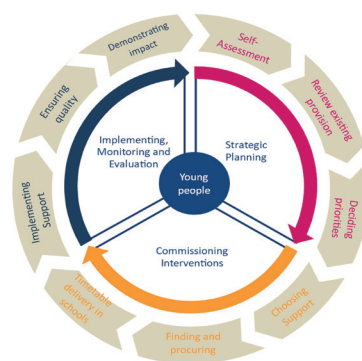 Self-
Assessment
Review existing
provision
Deciding
priorities
Choosing
Support
Finding and
procuring
Timetable
delivery in
schools
Implementing
Support
Ensuring
quality
Demonstrating
impact
Implementing,
Monitoring and
Evaluation
Strategic
Planning
Young
people
Commissioning
Interventions